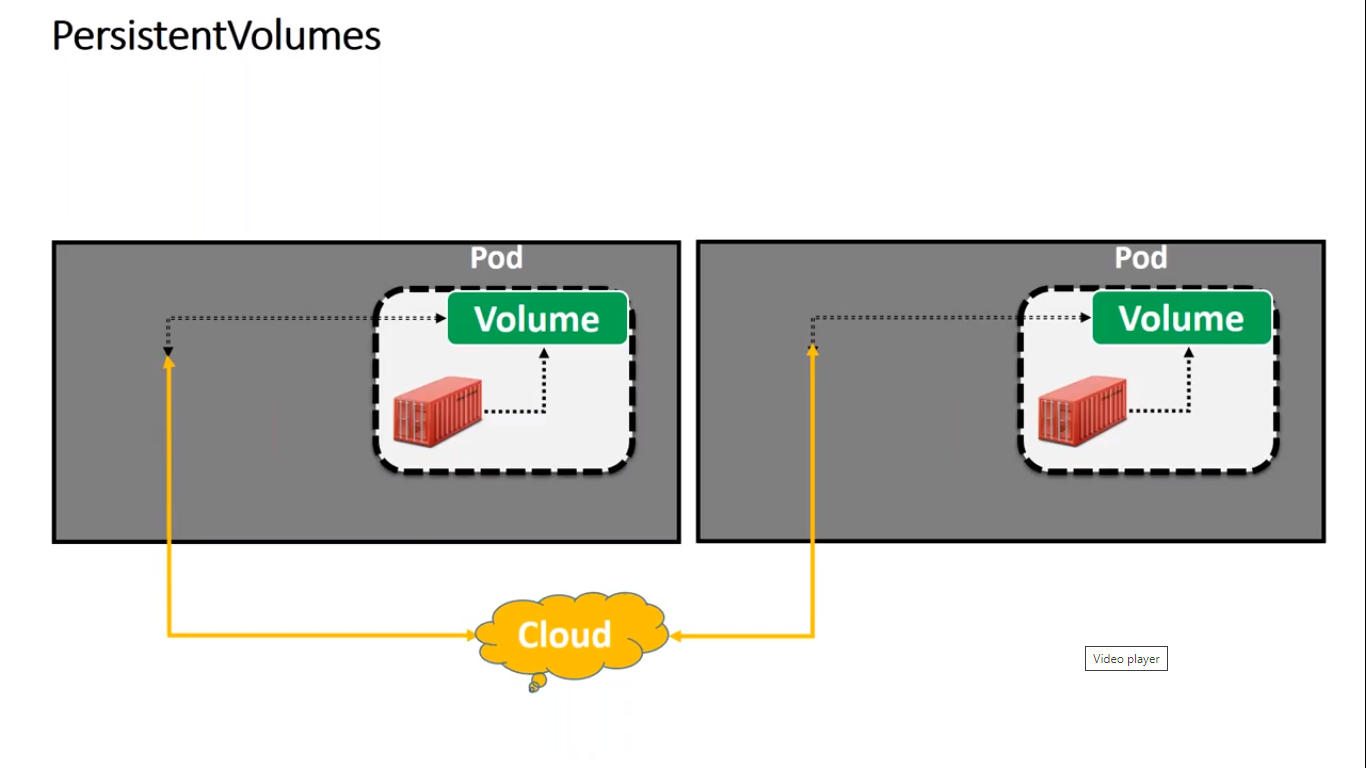 PersistentVolumes
Pod
Volume
Pod
Volume
Cloud
Video player